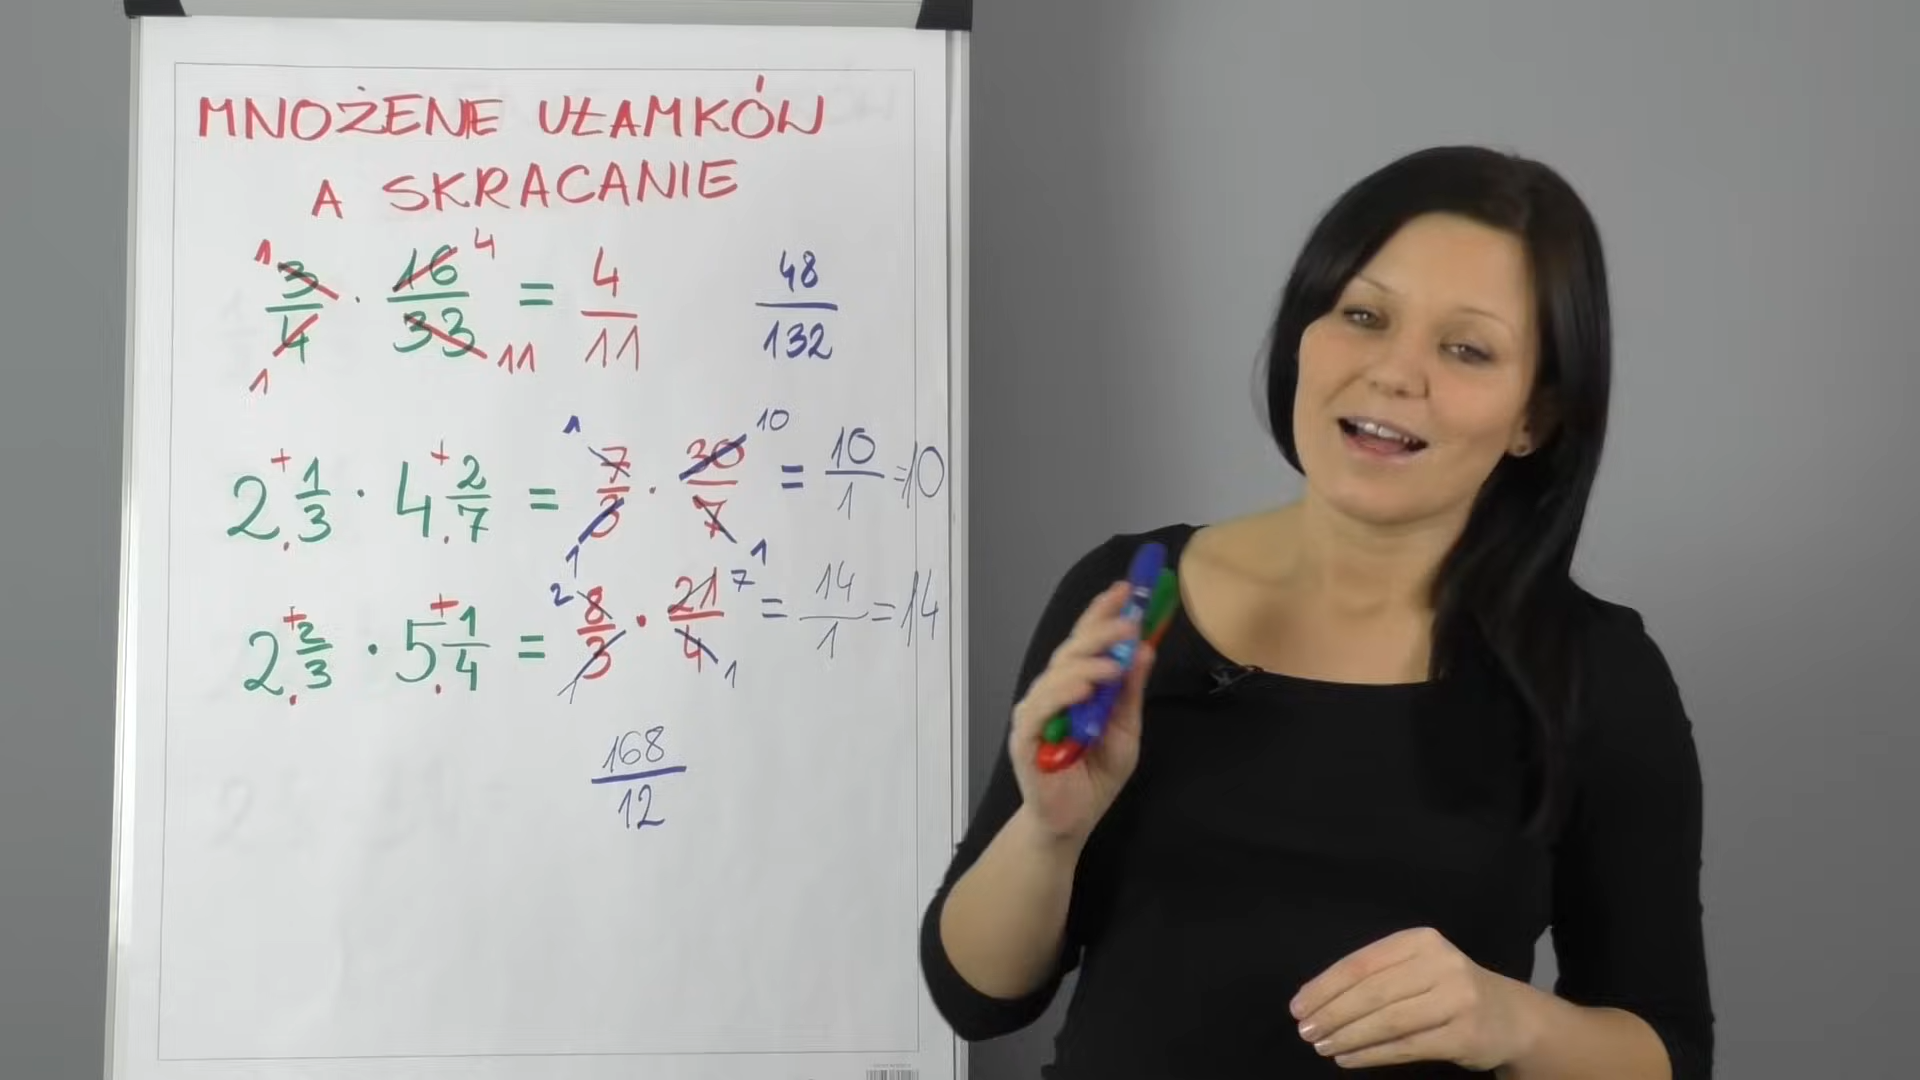 MNOŻENIE UŁAMKÓW
A SKRACANIE
1 3/4 1 · 16/33 4 11 = 4/11 48/132
2 + 1/3 · 4 + 2/7 = 1 7/3 1 · 30/7 10 1 = 10/1 = 10
2 + 2/3 · 5 + 1/4 = 2 8/3 1 · 21/4 7 1 = 14/1 = 14
168/12